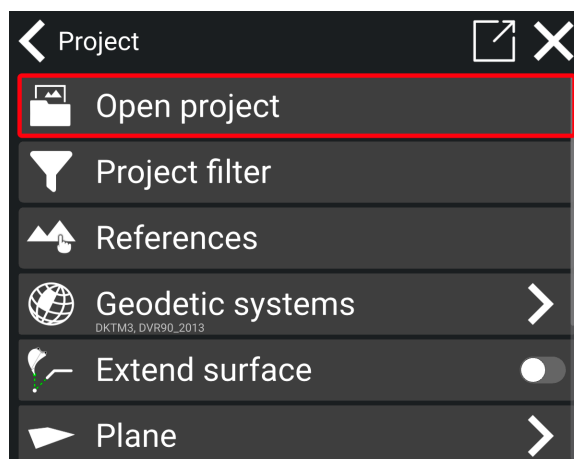 Project
Open project
Project filter
References
Geodetic systems
DKTM3, DVR90_2013
Extend surface
Plane